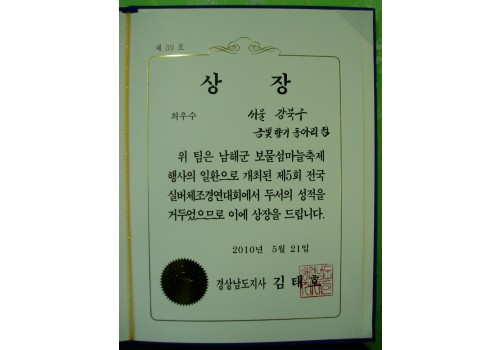 제 39 호
상 장
최우수 서울 강북구
금빛향기 동아리 팀
위 팀은 남해군 보물섬마늘축제
행사의 일환으로 개최된 제5회 전국
실버체조경연대회에서 두서의 성적을
거두었으므로 이에 상장을 드립니다.
2010년 5월 21일
경상남도지사 김태호